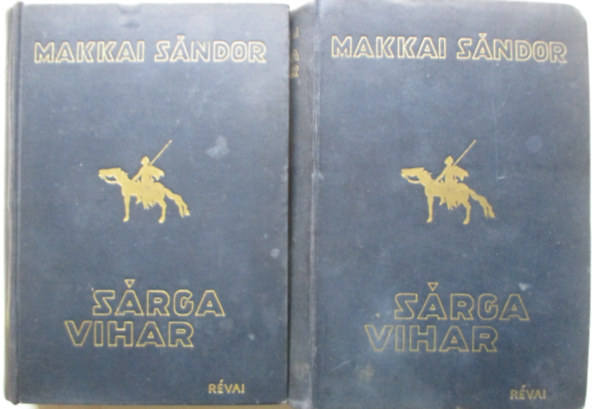 MAKKAI SÁNDOR
SÁRGA
VIHAR
RÉVAI
MAKKAI SÁNDOR
SÁRGA
VIHAR
RÉVAI